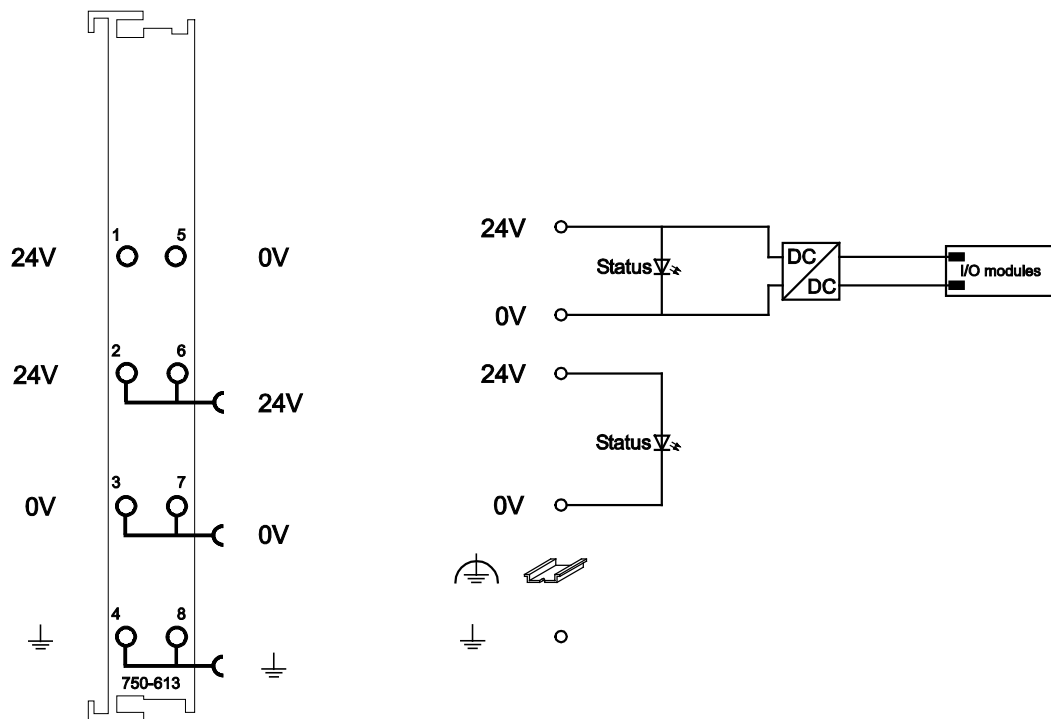 1 5
24V 0V
2 6
24V
24V
3 7
0V
0V
4 8
750-613
24V
Status
0V
DC
DC
I/O modules
24V
Status
0V